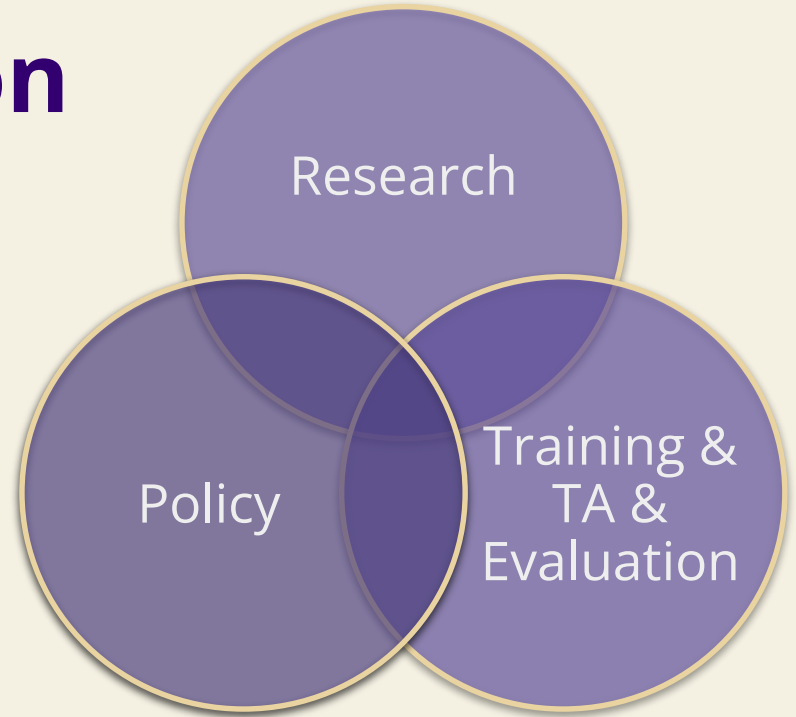 on
Research
Policy
Training &
TA &
Evaluation